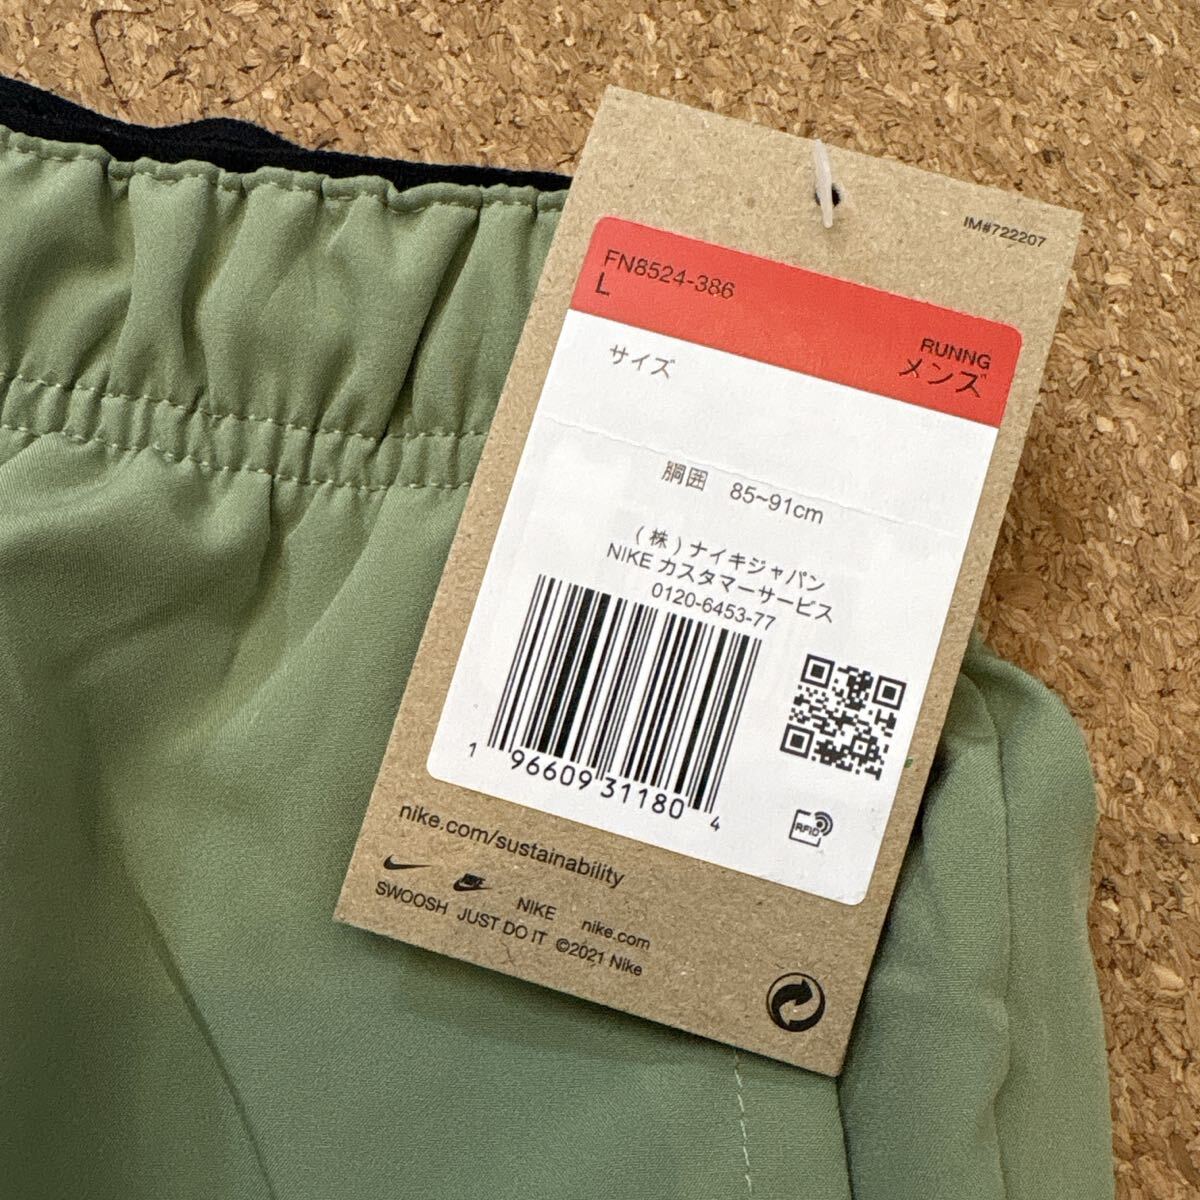 IM#722207
FN8524-386
L
RUNNG
メンズ
サイズ
胴囲 85~91cm
(株)ナイキジャパン
NIKE カスタマーサービス
0120-6453-77
1 96609 31180 4
RFID
nike.com/sustainability
NIKE nike.com
SWOOSH JUST DO IT ©2021 Nike